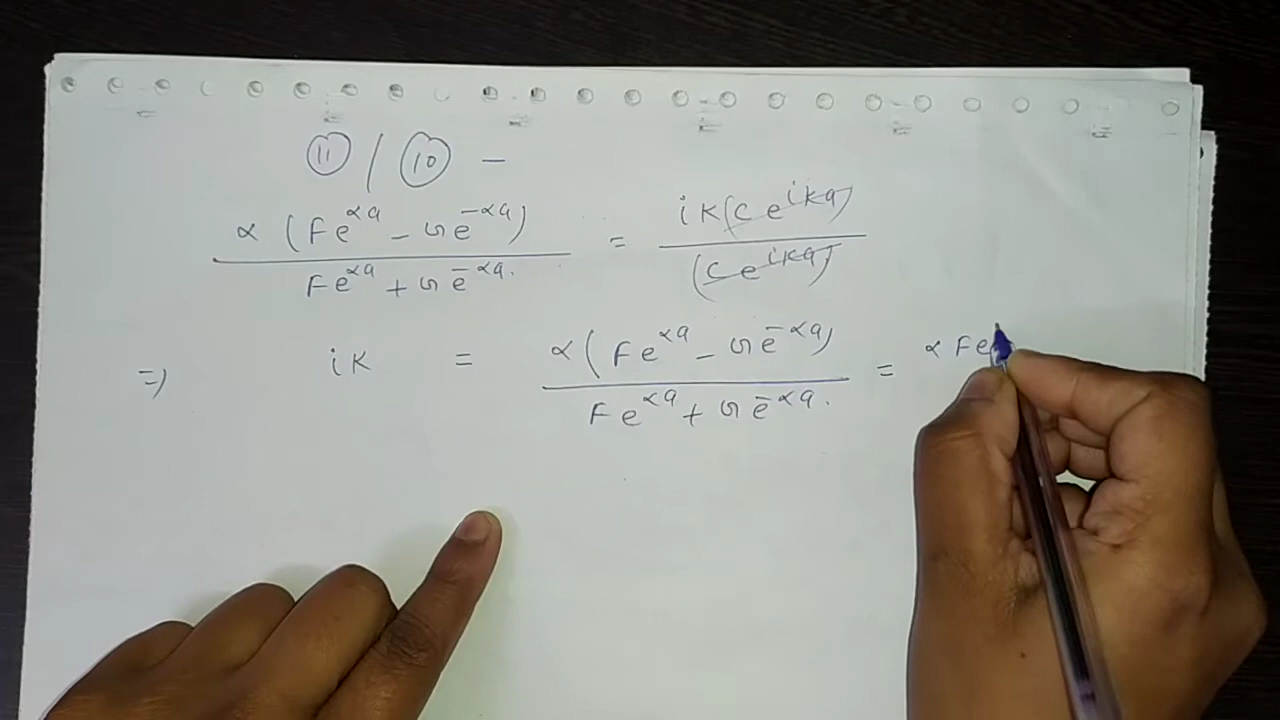 ⑪ / ⑩ –
α (Fe^{αa} – Ge^{–αa}) / Fe^{αa} + Ge^{–αa}. = iK(Ce^{ika}) / (Ce^{ika})
⇒ iK = α (Fe^{αa} – Ge^{–αa}) / Fe^{αa} + Ge^{–αa}. = α Fe